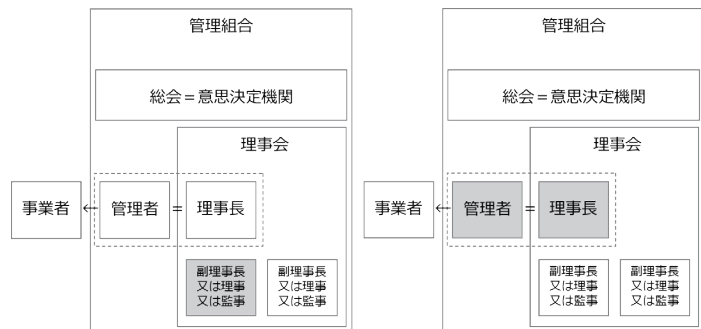 管理組合
総会＝意思決定機関
理事会
事業者
←
管理者
＝
理事長
副理事長
又は理事
又は監事
副理事長
又は理事
又は監事
管理組合
総会＝意思決定機関
理事会
事業者
←
管理者
＝
理事長
副理事長
又は理事
又は監事
副理事長
又は理事
又は監事